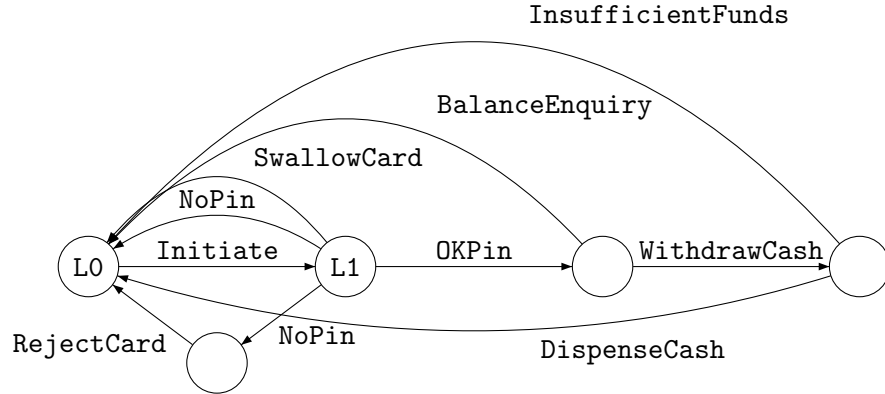 InsufficientFunds
BalanceEnquiry
SwallowCard
NoPin
Initiate
OKPin
WithdrawCash
L0
L1
NoPin
RejectCard
DispenseCash